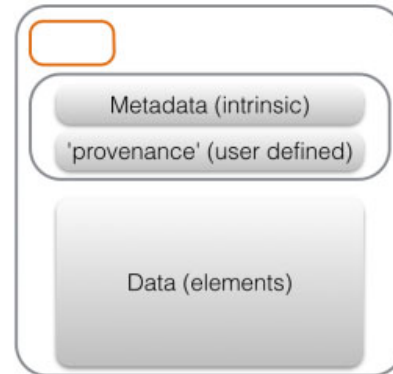 Metadata (intrinsic)
'provenance' (user defined)
Data (elements)